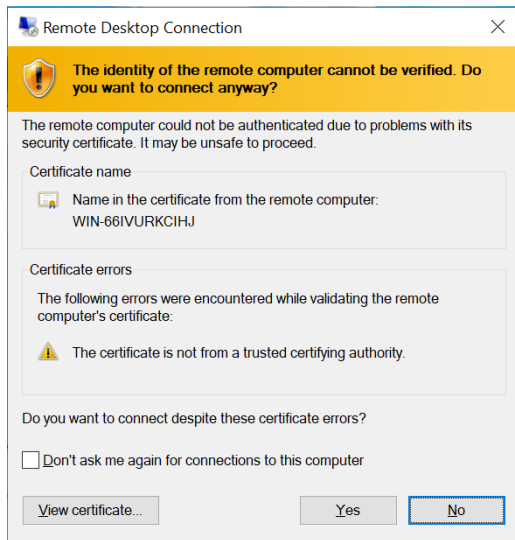 Remote Desktop Connection
The identity of the remote computer cannot be verified. Do
you want to connect anyway?
The remote computer could not be authenticated due to problems with its
security certificate. It may be unsafe to proceed.
Certificate name
Name in the certificate from the remote computer:
WIN-66IVURKCIHJ
Certificate errors
The following errors were encountered while validating the remote
computer's certificate:
The certificate is not from a trusted certifying authority.
Do you want to connect despite these certificate errors?
Don't ask me again for connections to this computer
View certificate... Yes No